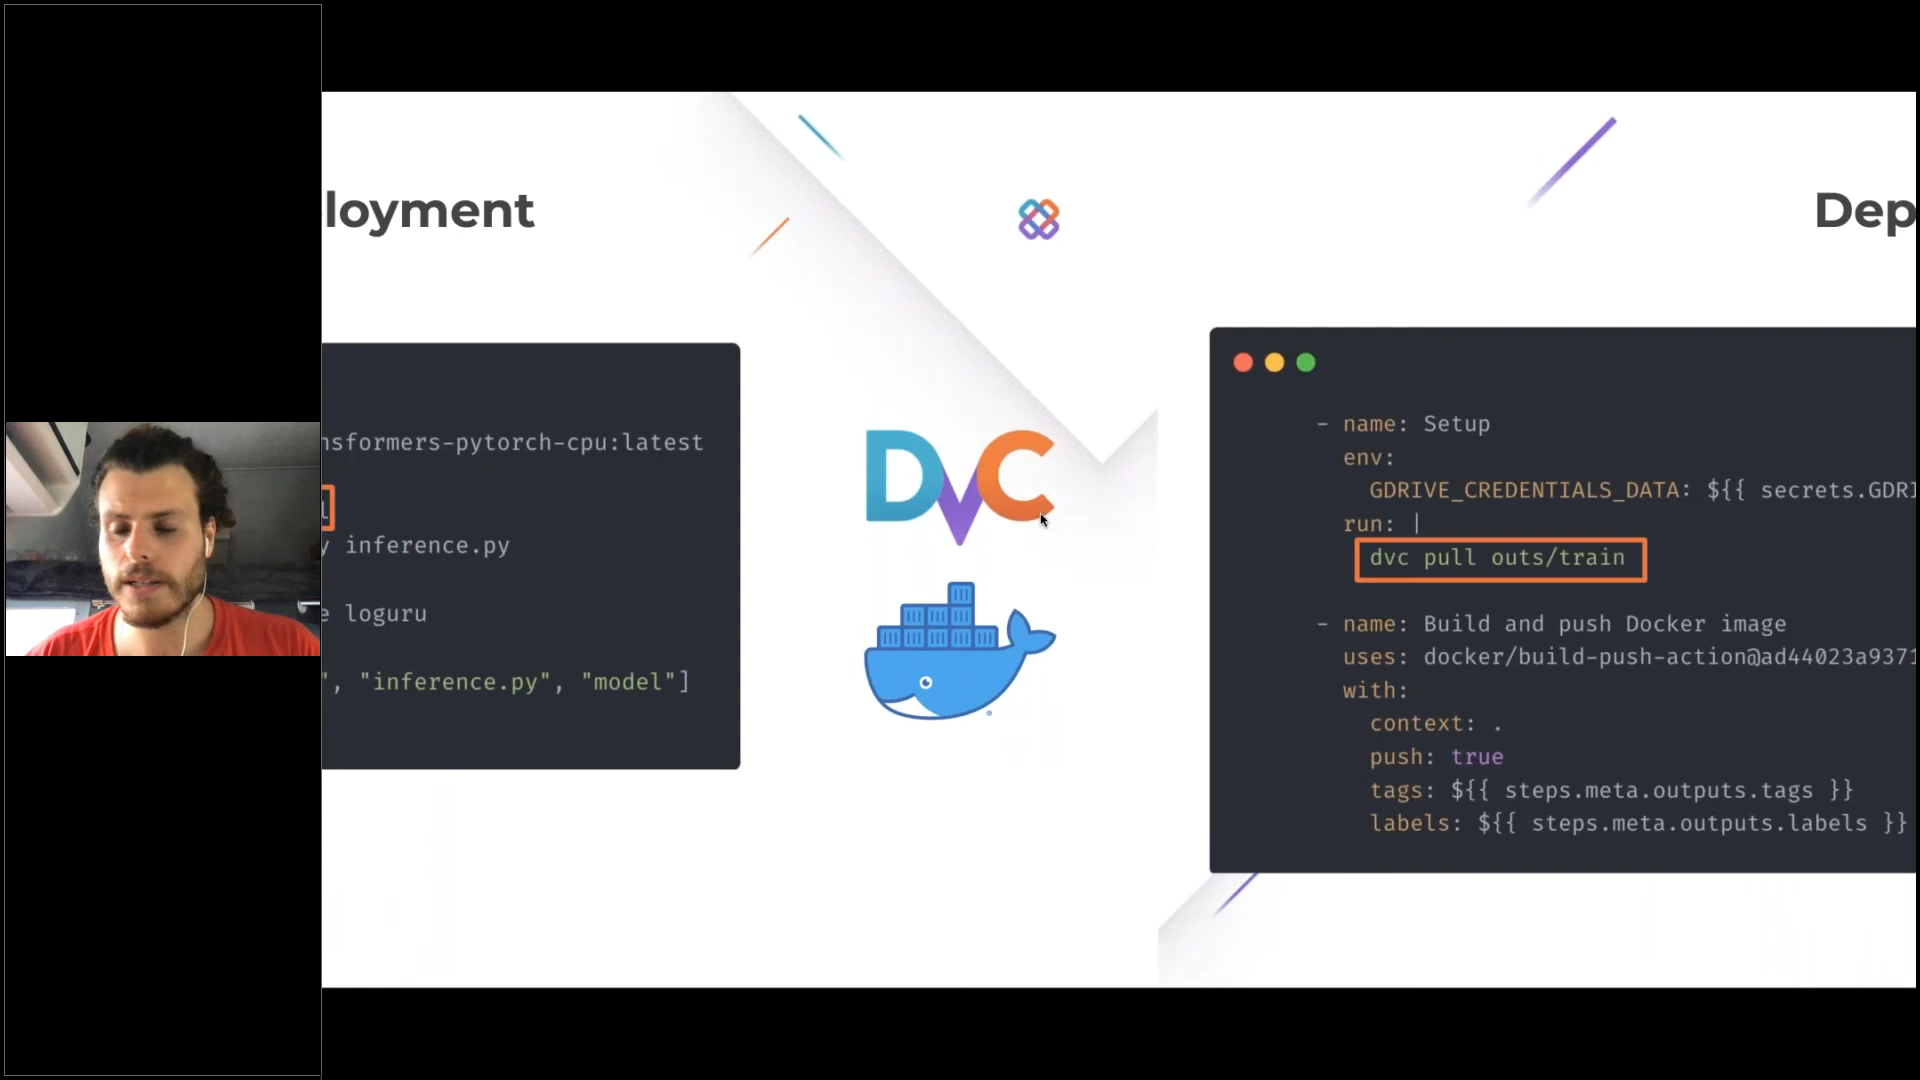 loyment
nsformers-pytorch-cpu:latest
inference.py
loguru
", "inference.py", "model"]
DVC
Dep
- name: Setup
env:
GDRIVE_CREDENTIALS_DATA: ${{ secrets.GDRI
run: |
dvc pull outs/train
- name: Build and push Docker image
uses: docker/build-push-action@ad44023a9371
with:
context: .
push: true
tags: ${{ steps.meta.outputs.tags }}
labels: ${{ steps.meta.outputs.labels }}